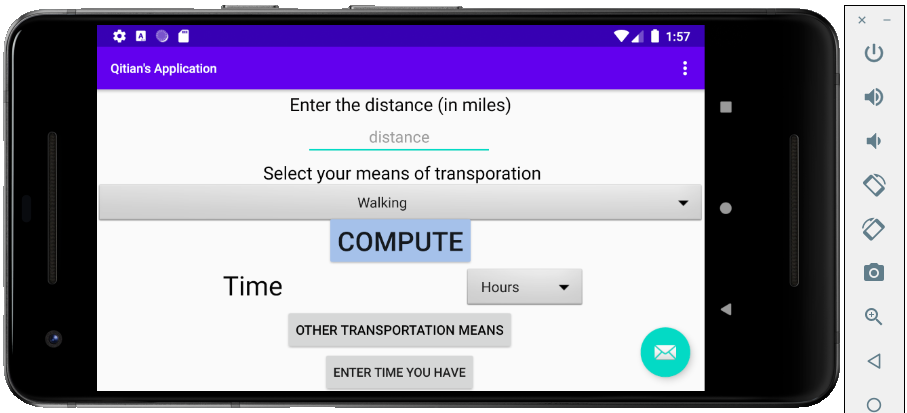 1:57
Qitian's Application
Enter the distance (in miles)
distance
Select your means of transporation
Walking
COMPUTE
Time
Hours
OTHER TRANSPORTATION MEANS
ENTER TIME YOU HAVE